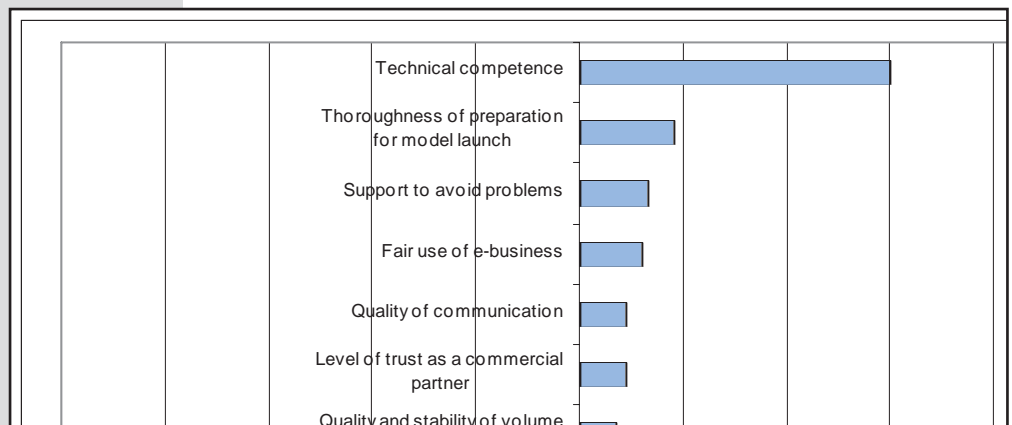 Technical competence
Thoroughness of preparation
for model launch
Support to avoid problems
Fair use of e-business
Quality of communication
Level of trust as a commercial
partner
Quality and stability of volume